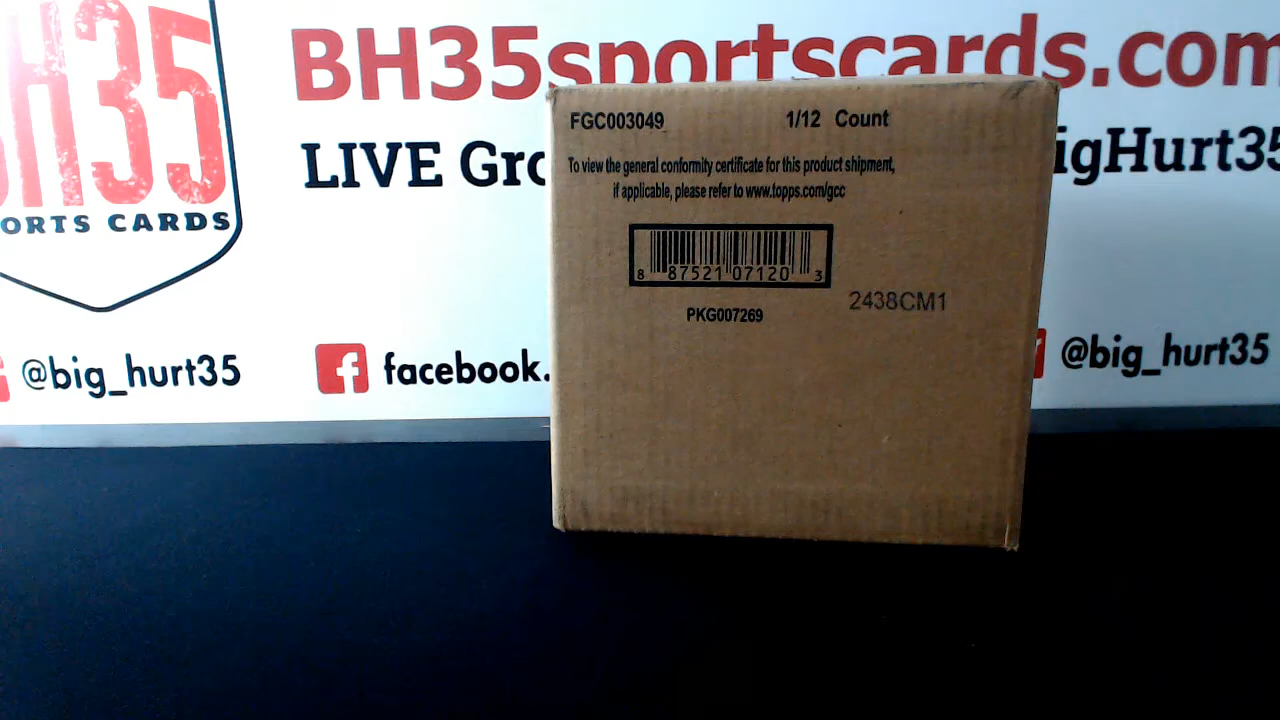 H35
ORTS CARDS
BH35sportscards.com
LIVE Gro
igHurt35
@big_hurt35
facebook.
@big_hurt35
FGC003049 1/12 Count
To view the general conformity certificate for this product shipment,
if applicable, please refer to www.topps.com/gcc
8 87521 07120 3
PKG007269
2438CM1